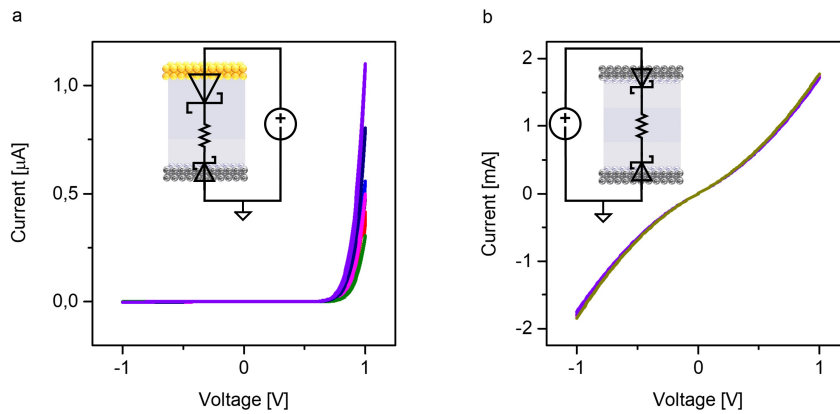 a
Current [μA]
1,0
0,5
0,0
+
-1
0
1
Voltage [V]
b
Current [mA]
2
1
0
-1
-2
+
-1
0
1
Voltage [V]